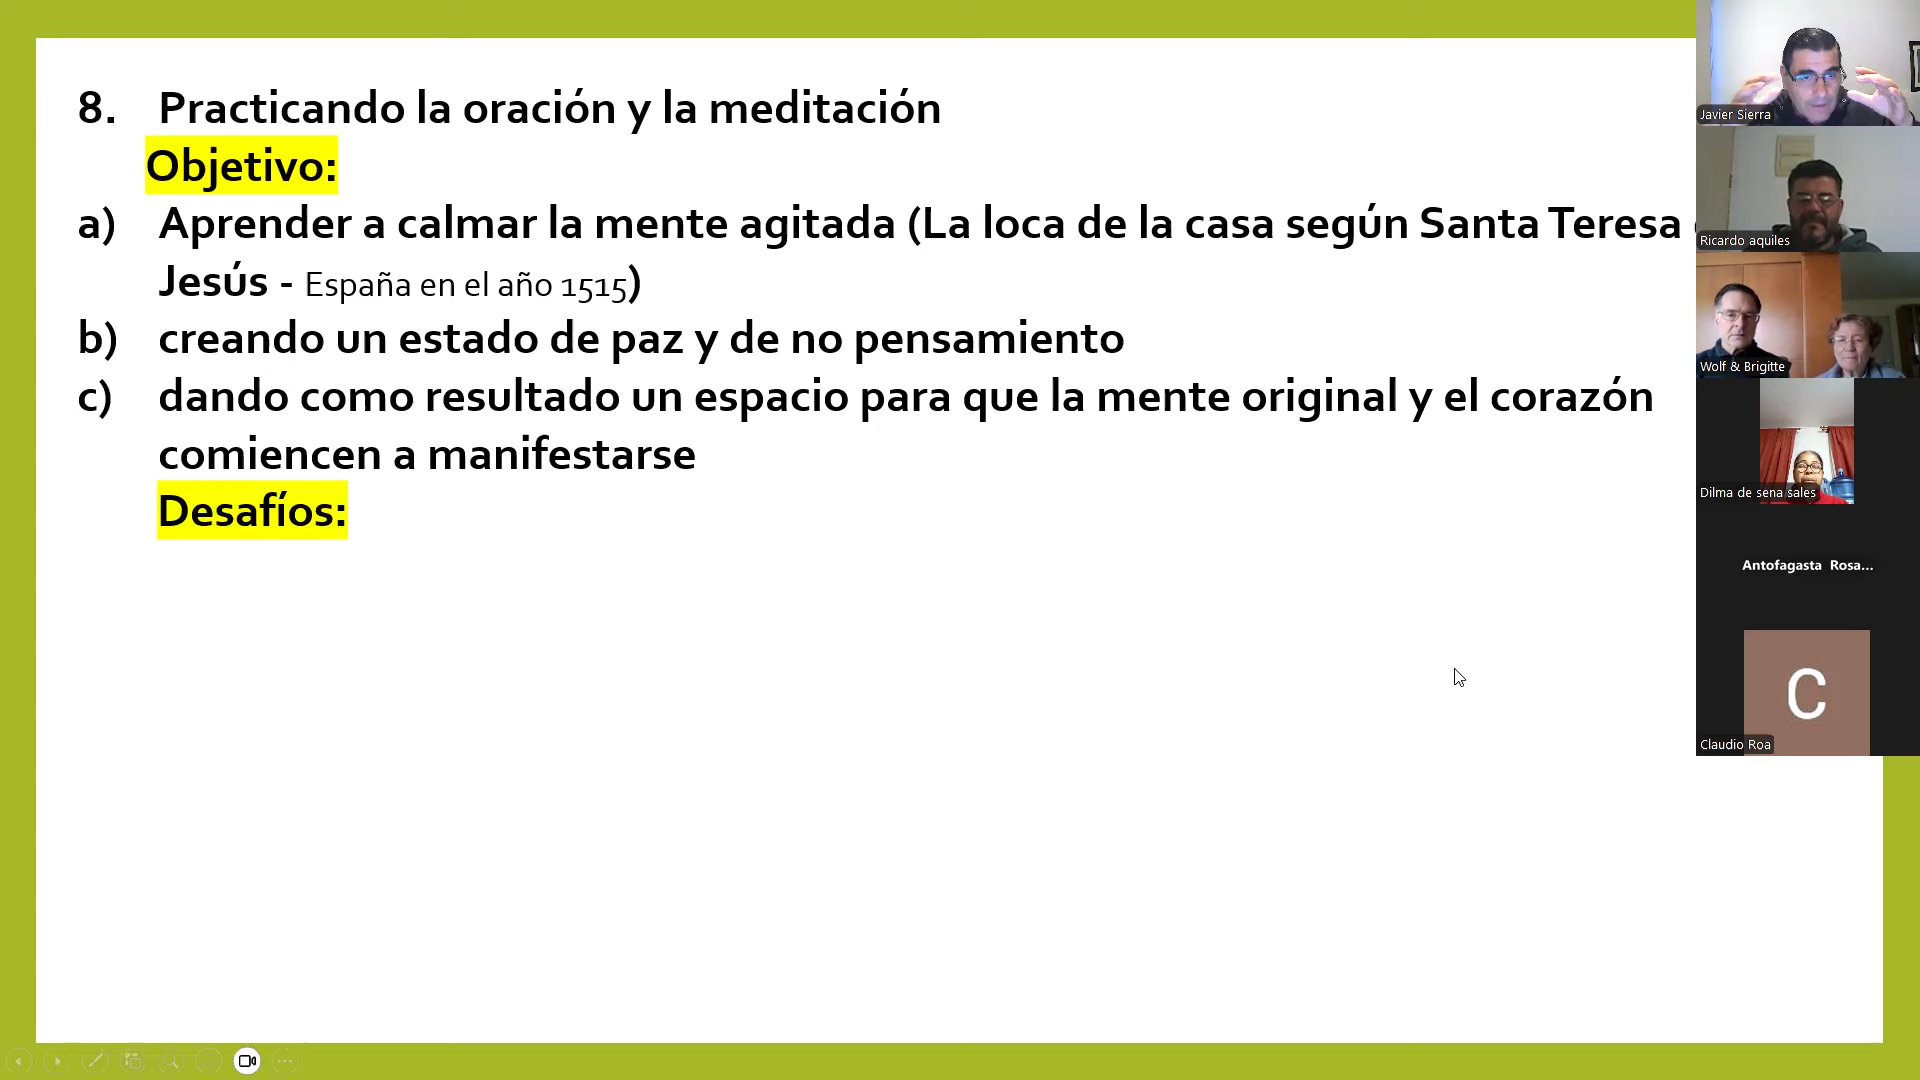 8. Practicando la oración y la meditación
Objetivo:
a) Aprender a calmar la mente agitada (La loca de la casa según Santa Teresa
Jesús - España en el año 1515)
b) creando un estado de paz y de no pensamiento
c) dando como resultado un espacio para que la mente original y el corazón
comiencen a manifestarse
Desafíos:
Javier Sierra
Ricardo aquiles
Wolf & Brigitte
Dilma de sena sales
Antofagasta Rosa...
C
Claudio Roa